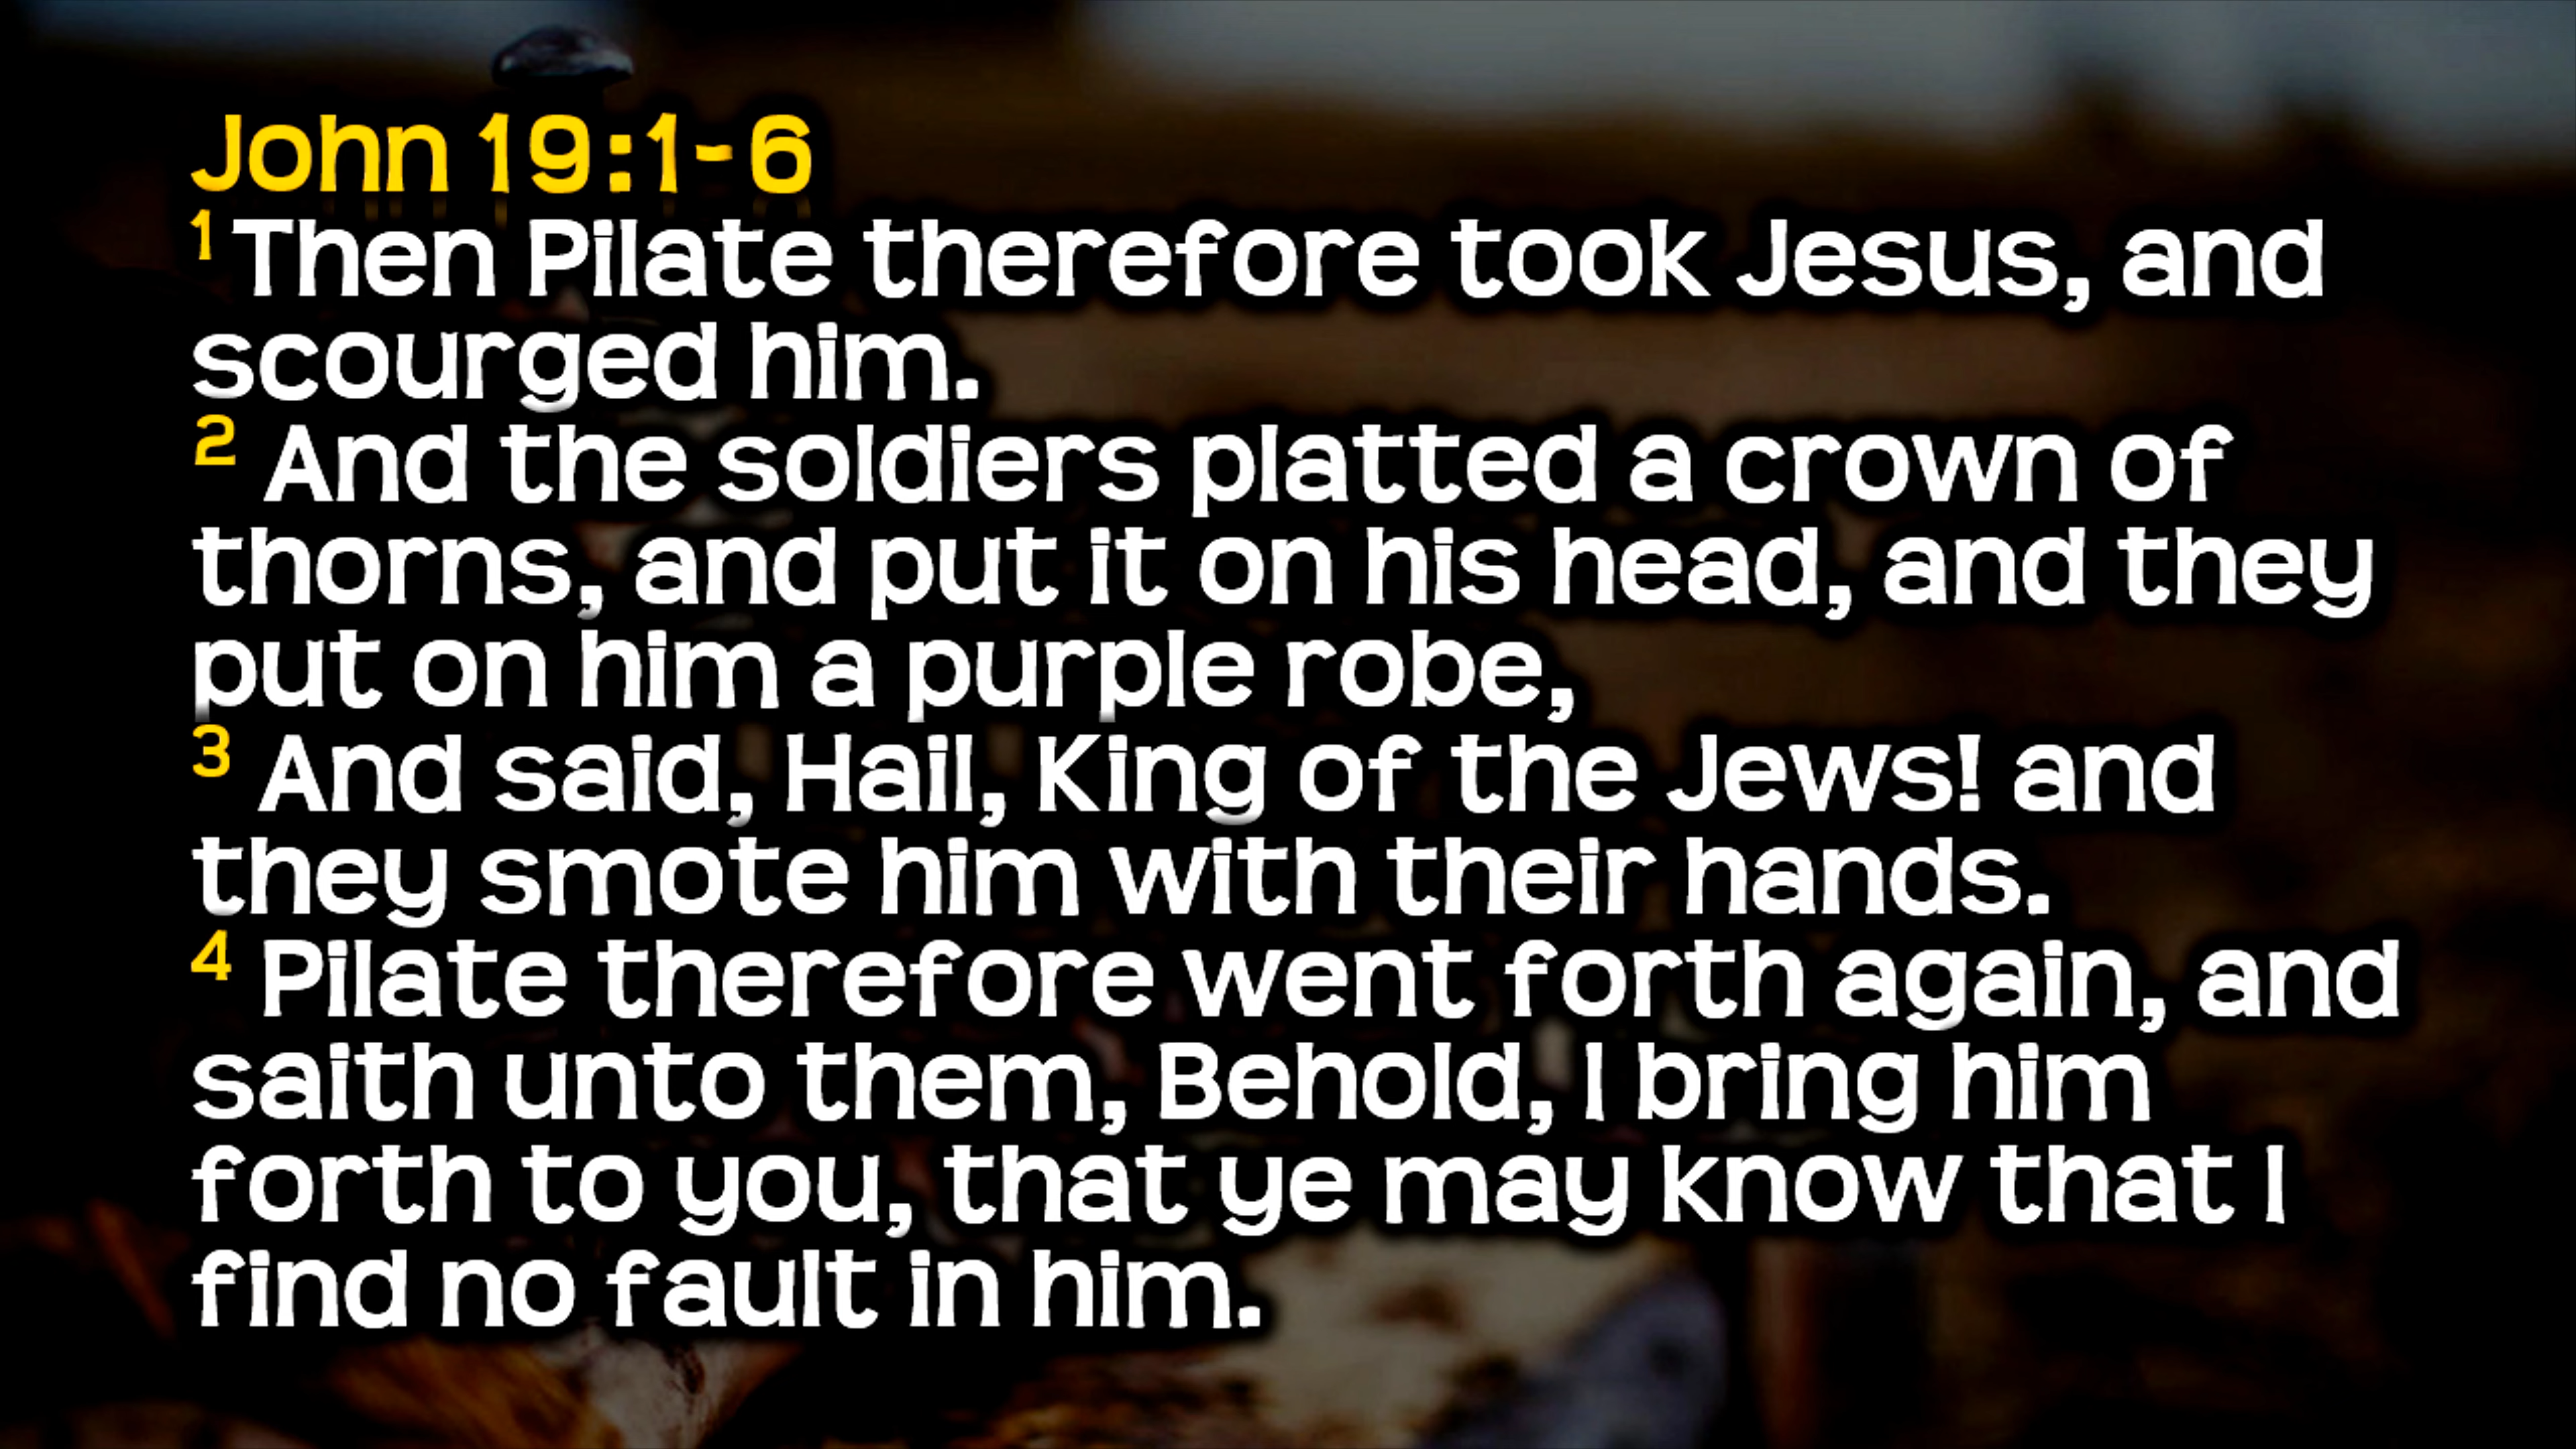 John 19:1-6
1 Then Pilate therefore took Jesus, and
scourged him.
2 And the soldiers platted a crown of
thorns, and put it on his head, and they
put on him a purple robe,
3 And said, Hail, King of the Jews! and
they smote him with their hands.
4 Pilate therefore went forth again, and
saith unto them, Behold, I bring him
forth to you, that ye may know that I
find no fault in him.